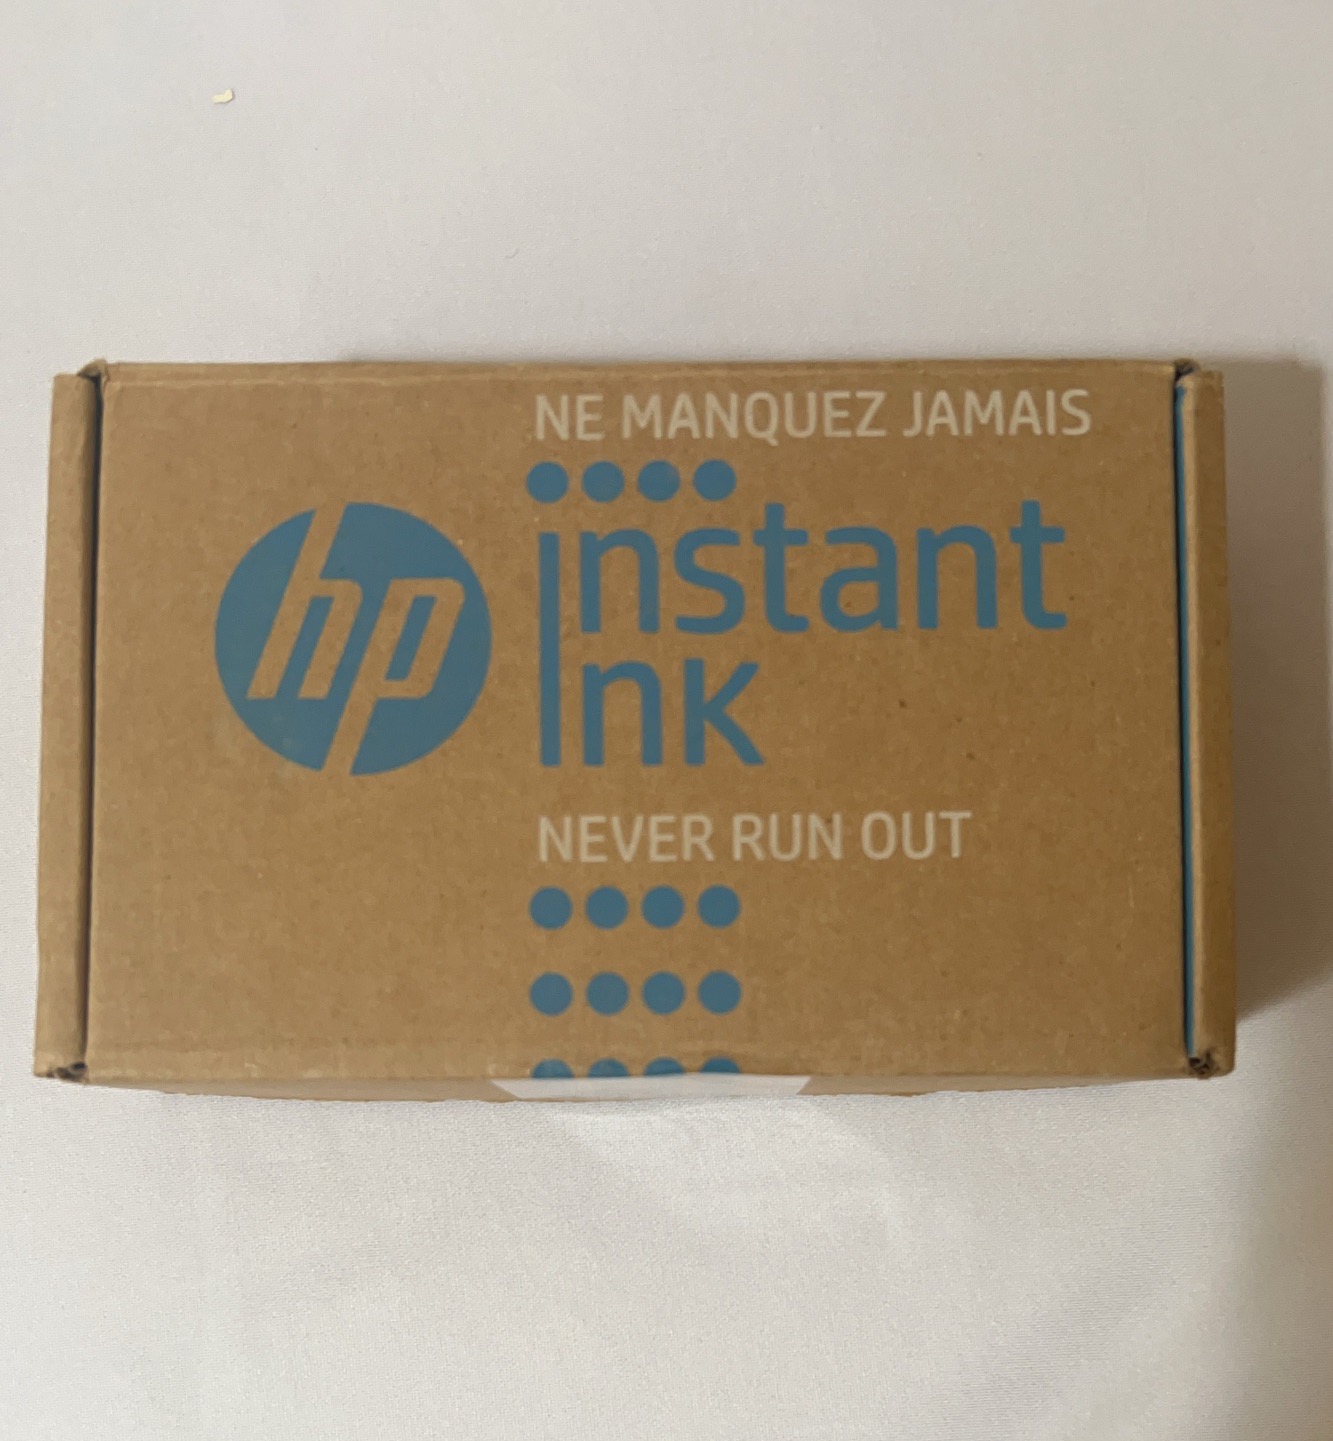 NE MANQUEZ JAMAIS
hp
instant
Ink
NEVER RUN OUT